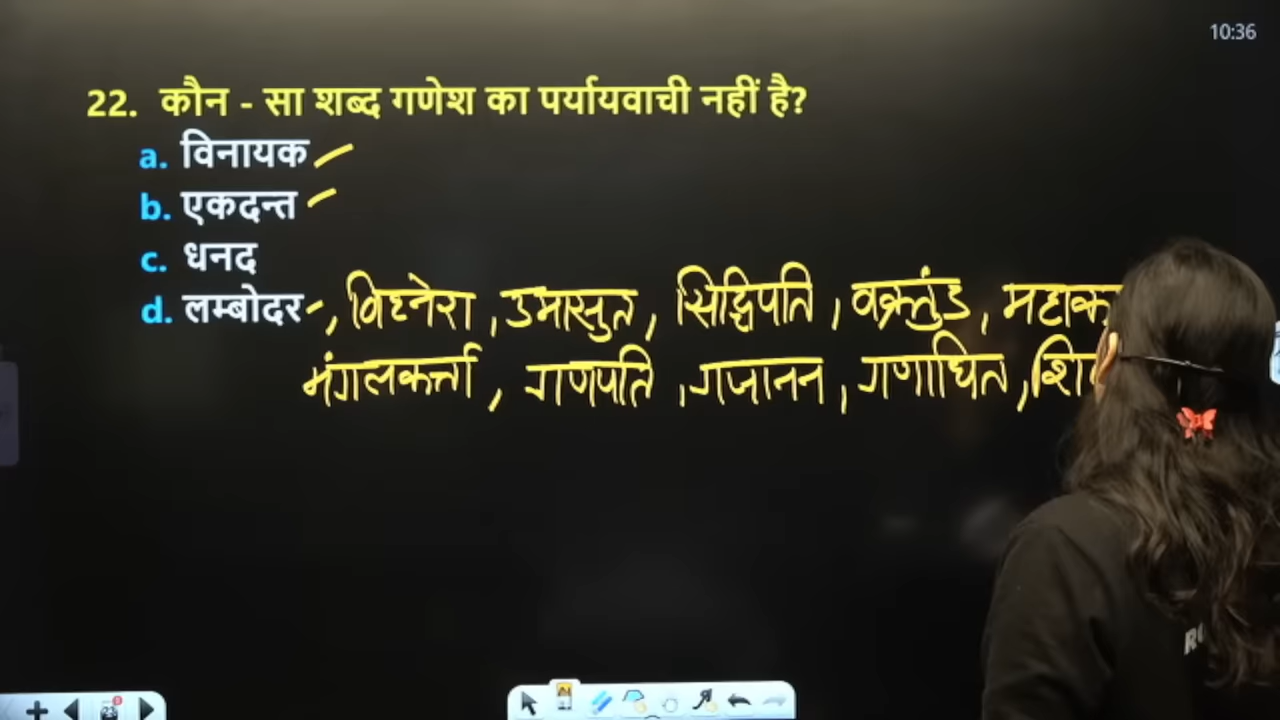 10:36
22. कौन - सा शब्द गणेश का पर्यायवाची नहीं है?
a. विनायक
b. एकदन्त
c. धनद
d. लम्बोदर , विघ्नेश, उमासुत, सिद्धिपति, वक्रतुंड, महाका
मंगलकर्त्ता, गणपति, गजानन, गणाधित, शि